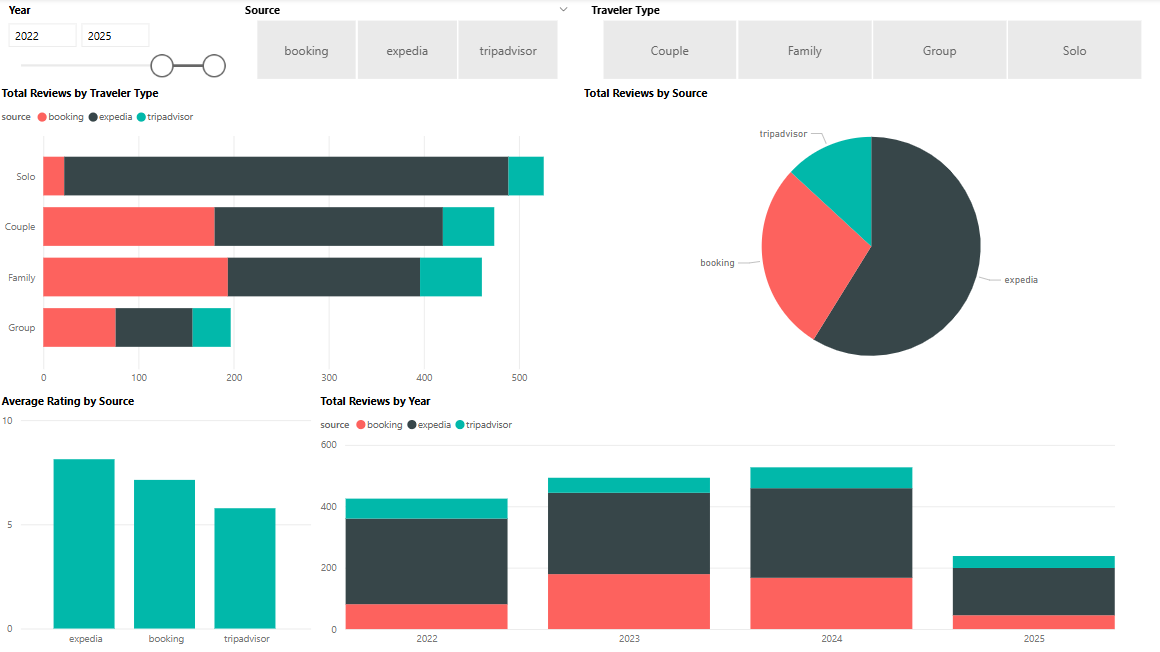 Year
Source
Traveler Type
2022 2025
booking expedia tripadvisor
Couple Family Group Solo
Total Reviews by Traveler Type
source booking expedia tripadvisor
Solo
Couple
Family
Group
0 100 200 300 400 500
Total Reviews by Source
tripadvisor
booking
expedia
Average Rating by Source
10
5
0
expedia booking tripadvisor
Total Reviews by Year
source booking expedia tripadvisor
600
400
200
0
2022 2023 2024 2025